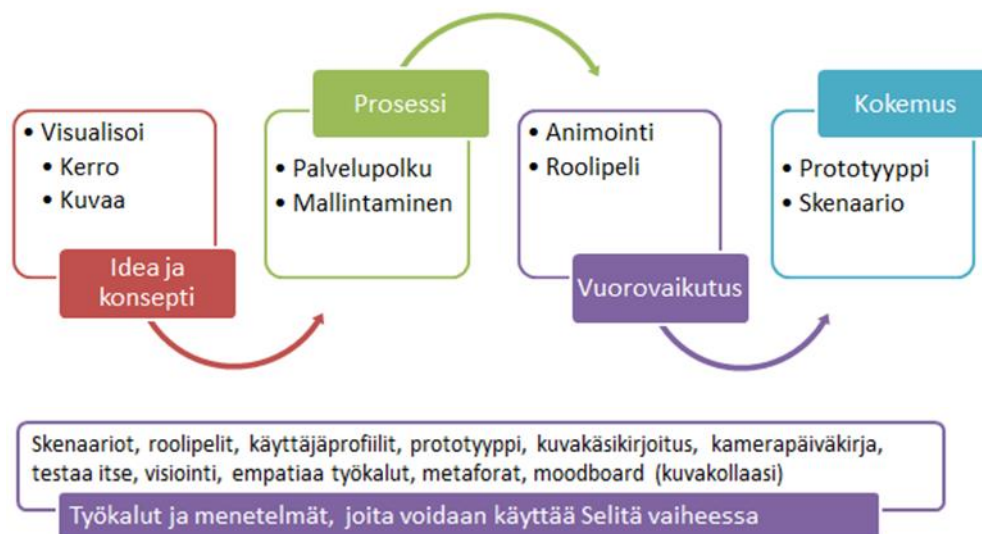 • Visualisoi
• Kerro
• Kuvaa
Idea ja
konsepti
Prosessi
• Palvelupolku
• Mallintaminen
• Animointi
• Roolipeli
Vuorovaikutus
Kokemus
• Prototyyppi
• Skenaario
Skenaariot, roolipelit, käyttäjäprofiilit, prototyyppi, kuvakäsikirjoitus, kamerapäiväkirja,
testaa itse, visiointi, empatiaa työkalut, metaforat, moodboard (kuvakollaasi)
Työkalut ja menetelmät, joita voidaan käyttää Selitä vaiheessa